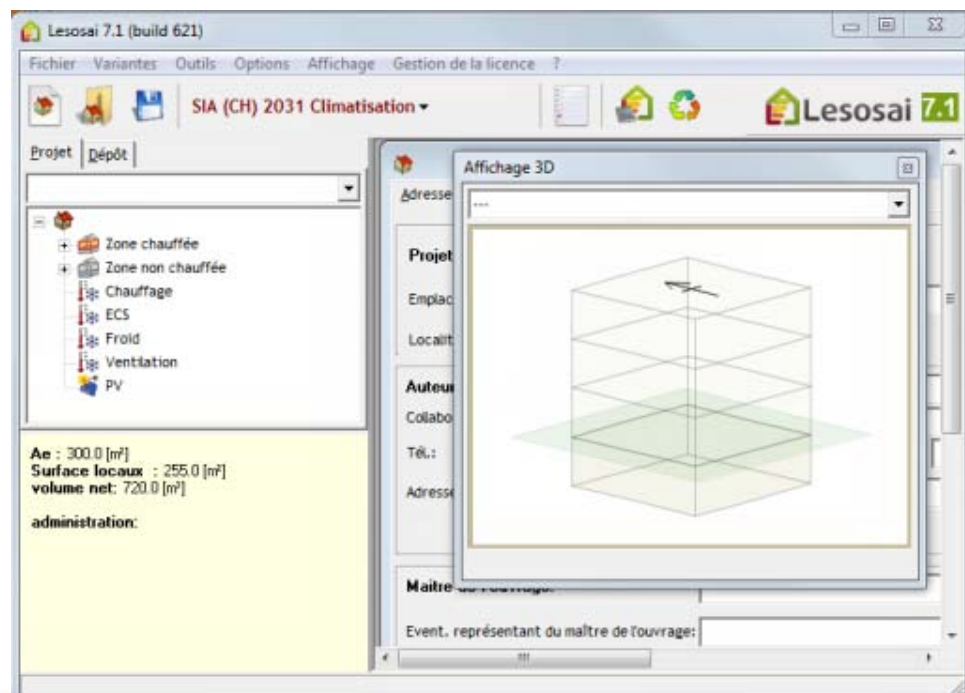 Lesosai 7.1 (build 621)
Fichier Variantes Outils Options Affichage Gestion de la licence ?
SIA (CH) 2031 Climatisation
Lesosai 7.1
Projet Dépôt
Zone chauffée
Zone non chauffée
Chauffage
ECS
Froid
Ventilation
PV
Ae : 300.0 [m²]
Surface locaux : 255.0 [m²]
volume net: 720.0 [m³]
administration:
Affichage 3D
---
Adresse
Projet
Emplac
Localit
Auteur
Collabo
Tél.:
Adresse
Maitre
Event. représentant du maître de l'ouvrage: